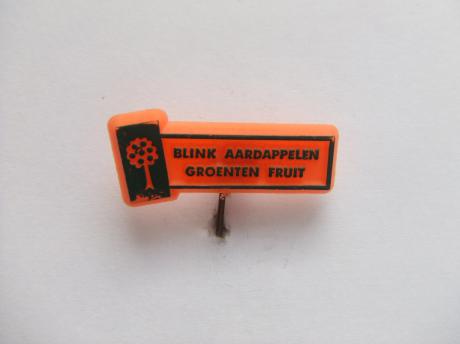 BLINK AARDAPPELEN
GROENTEN FRUIT